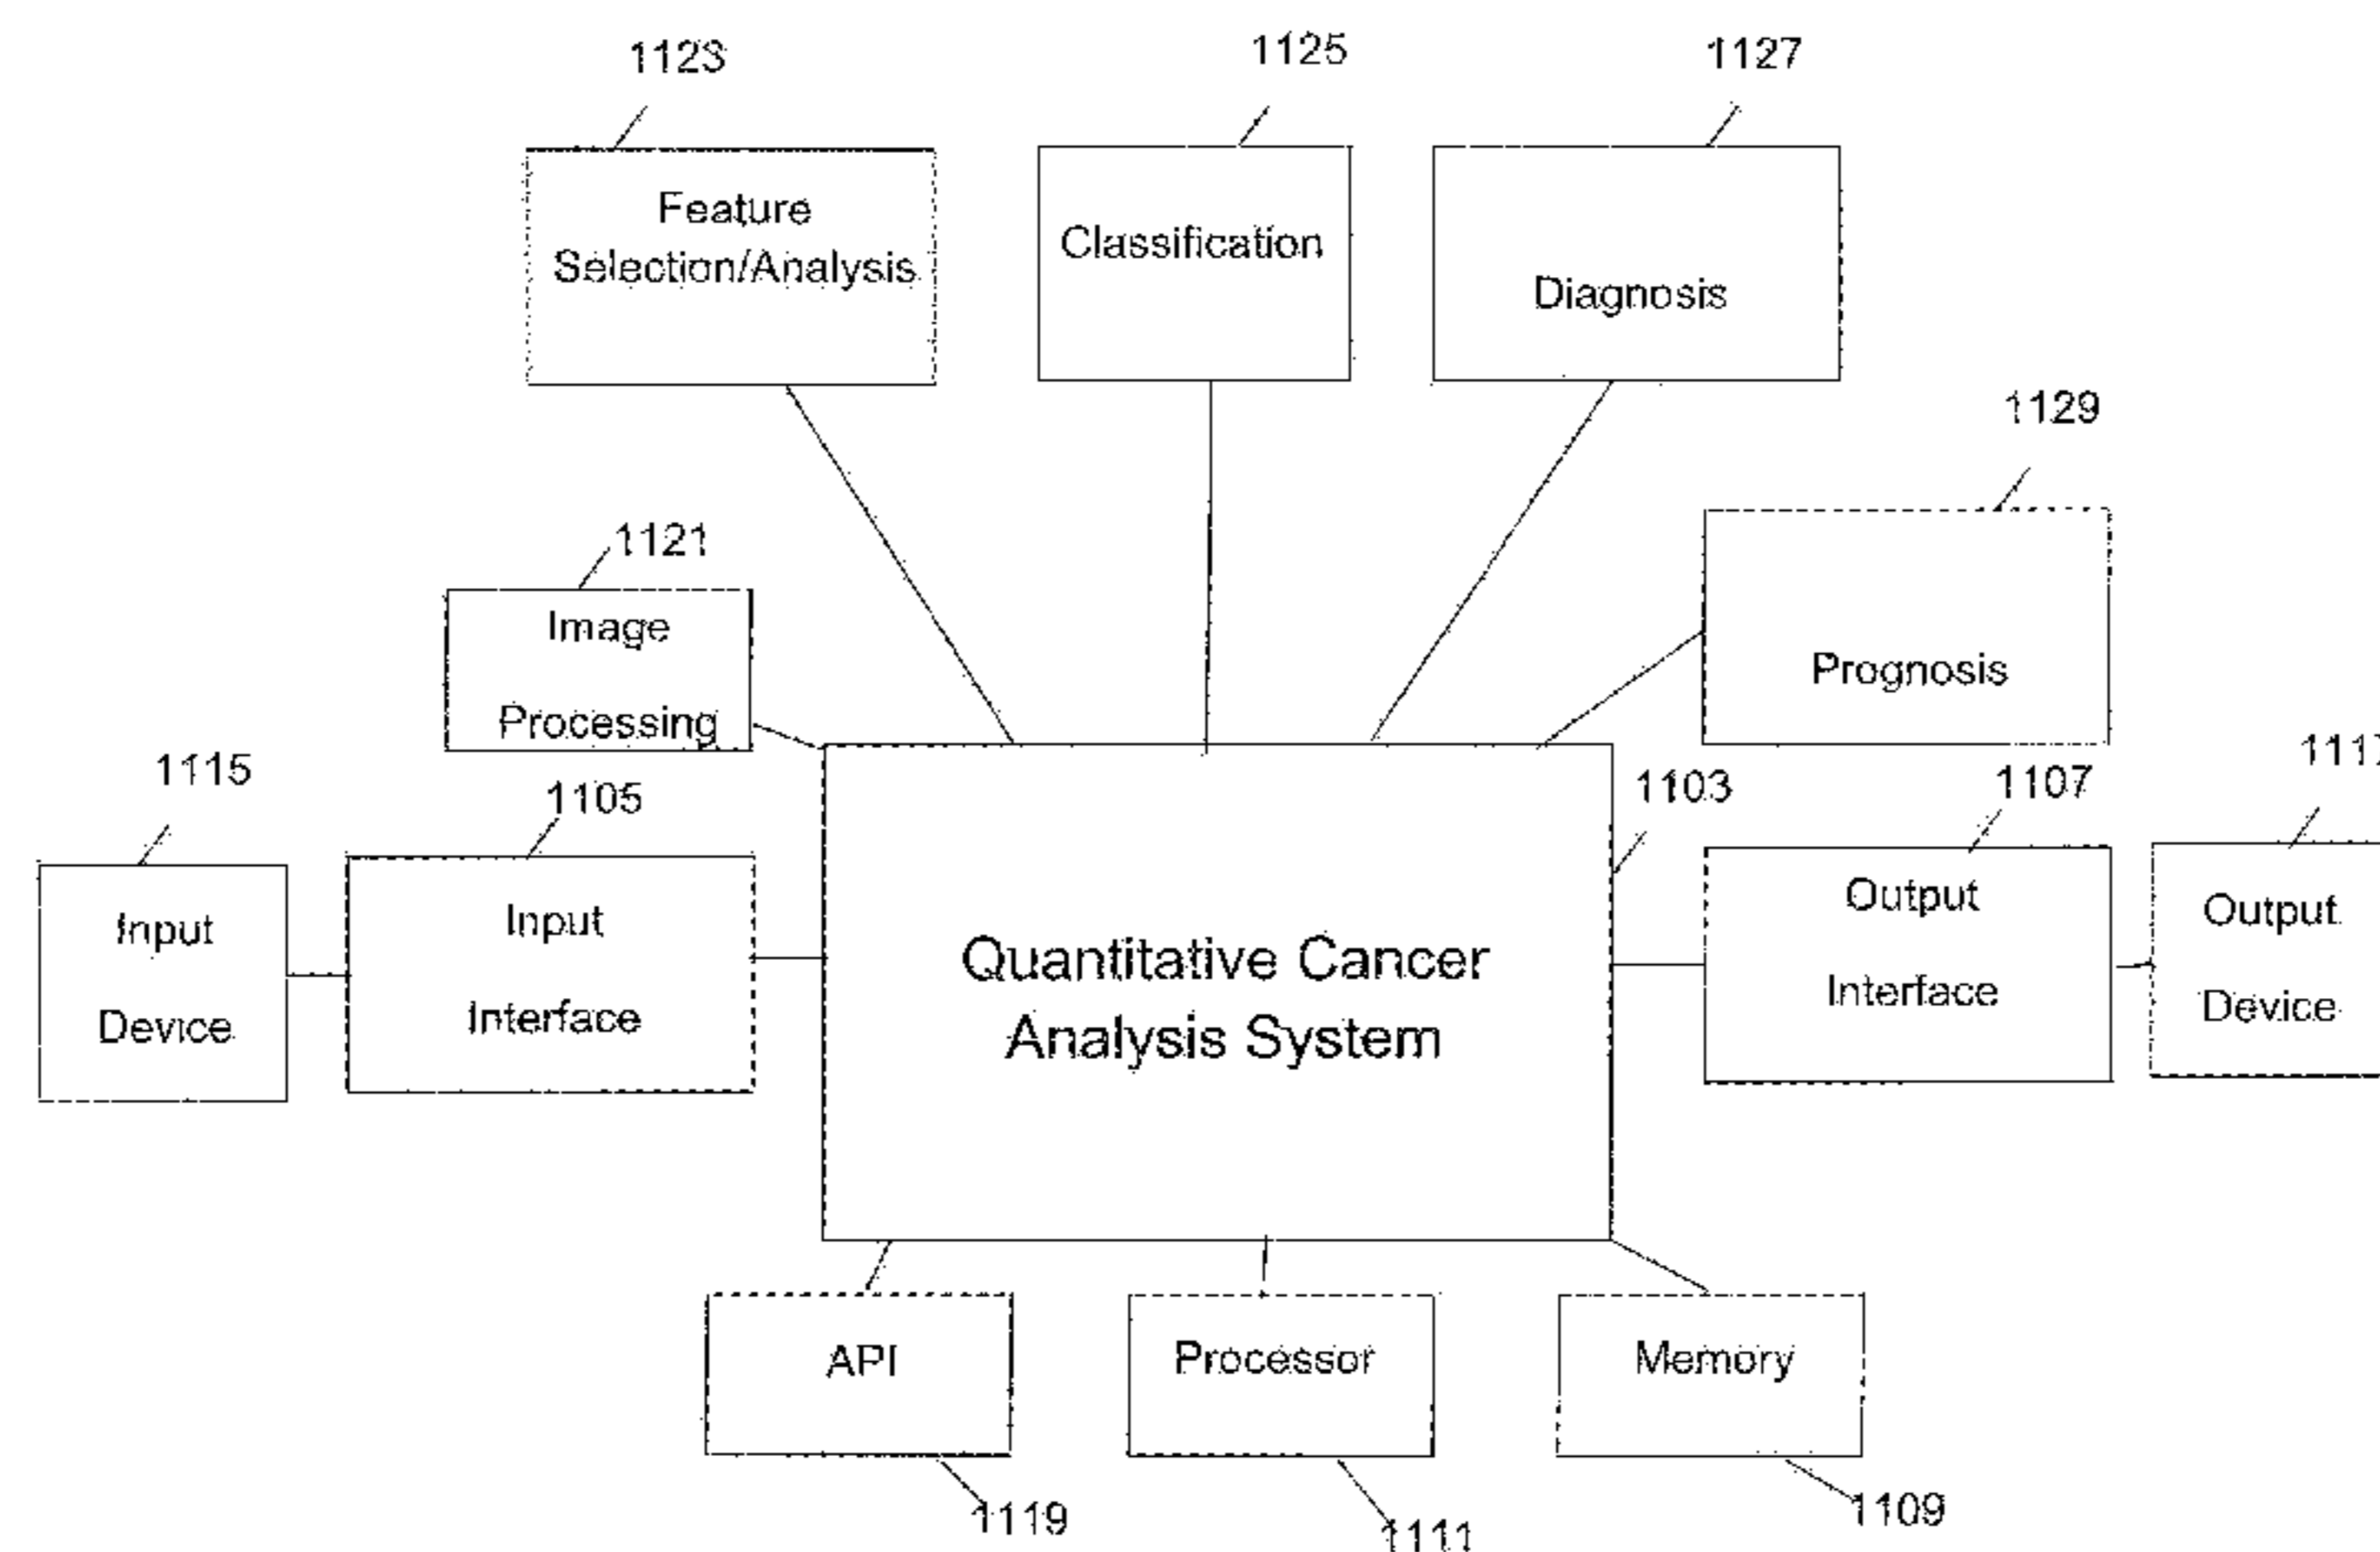 1123
1125
1127
Feature
Selection/Analysis
Classification
Diagnosis
1129
1121
Image
Processing
Prognosis
1115
1105
1103
1107
Input
Device
Input
Interface
Quantitative Cancer
Analysis System
Output
Interface
Output
Device
API
Processor
Memory
1119
1111
1109